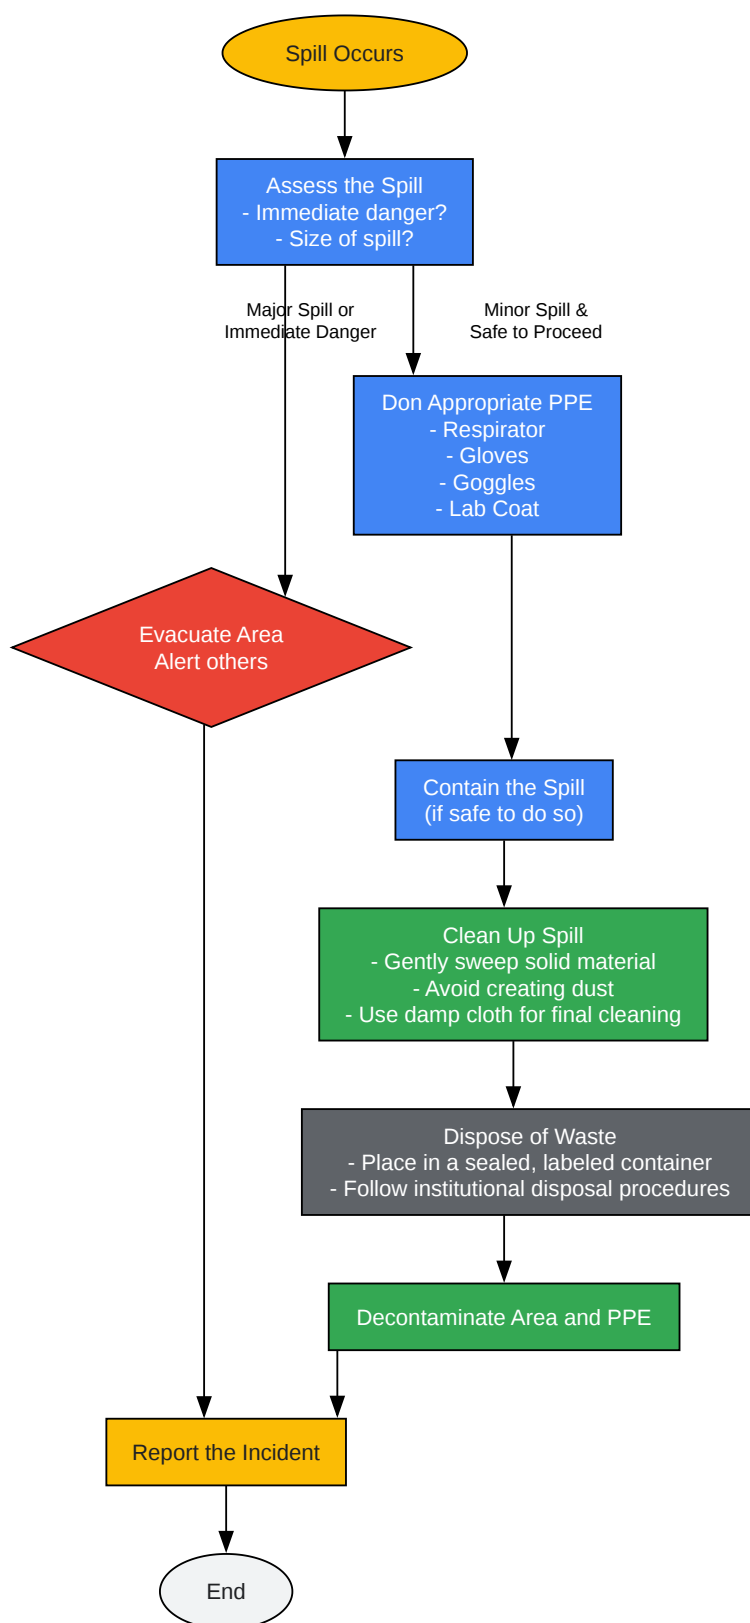 Spill Occurs
Assess the Spill
- Immediate danger?
- Size of spill?
Major Spill or
Immediate Danger
Minor Spill &
Safe to Proceed
Don Appropriate PPE
- Respirator
- Gloves
- Goggles
- Lab Coat
Evacuate Area
Alert others
Contain the Spill
(if safe to do so)
Clean Up Spill
- Gently sweep solid material
- Avoid creating dust
- Use damp cloth for final cleaning
Dispose of Waste
- Place in a sealed, labeled container
- Follow institutional disposal procedures
Decontaminate Area and PPE
Report the Incident
End